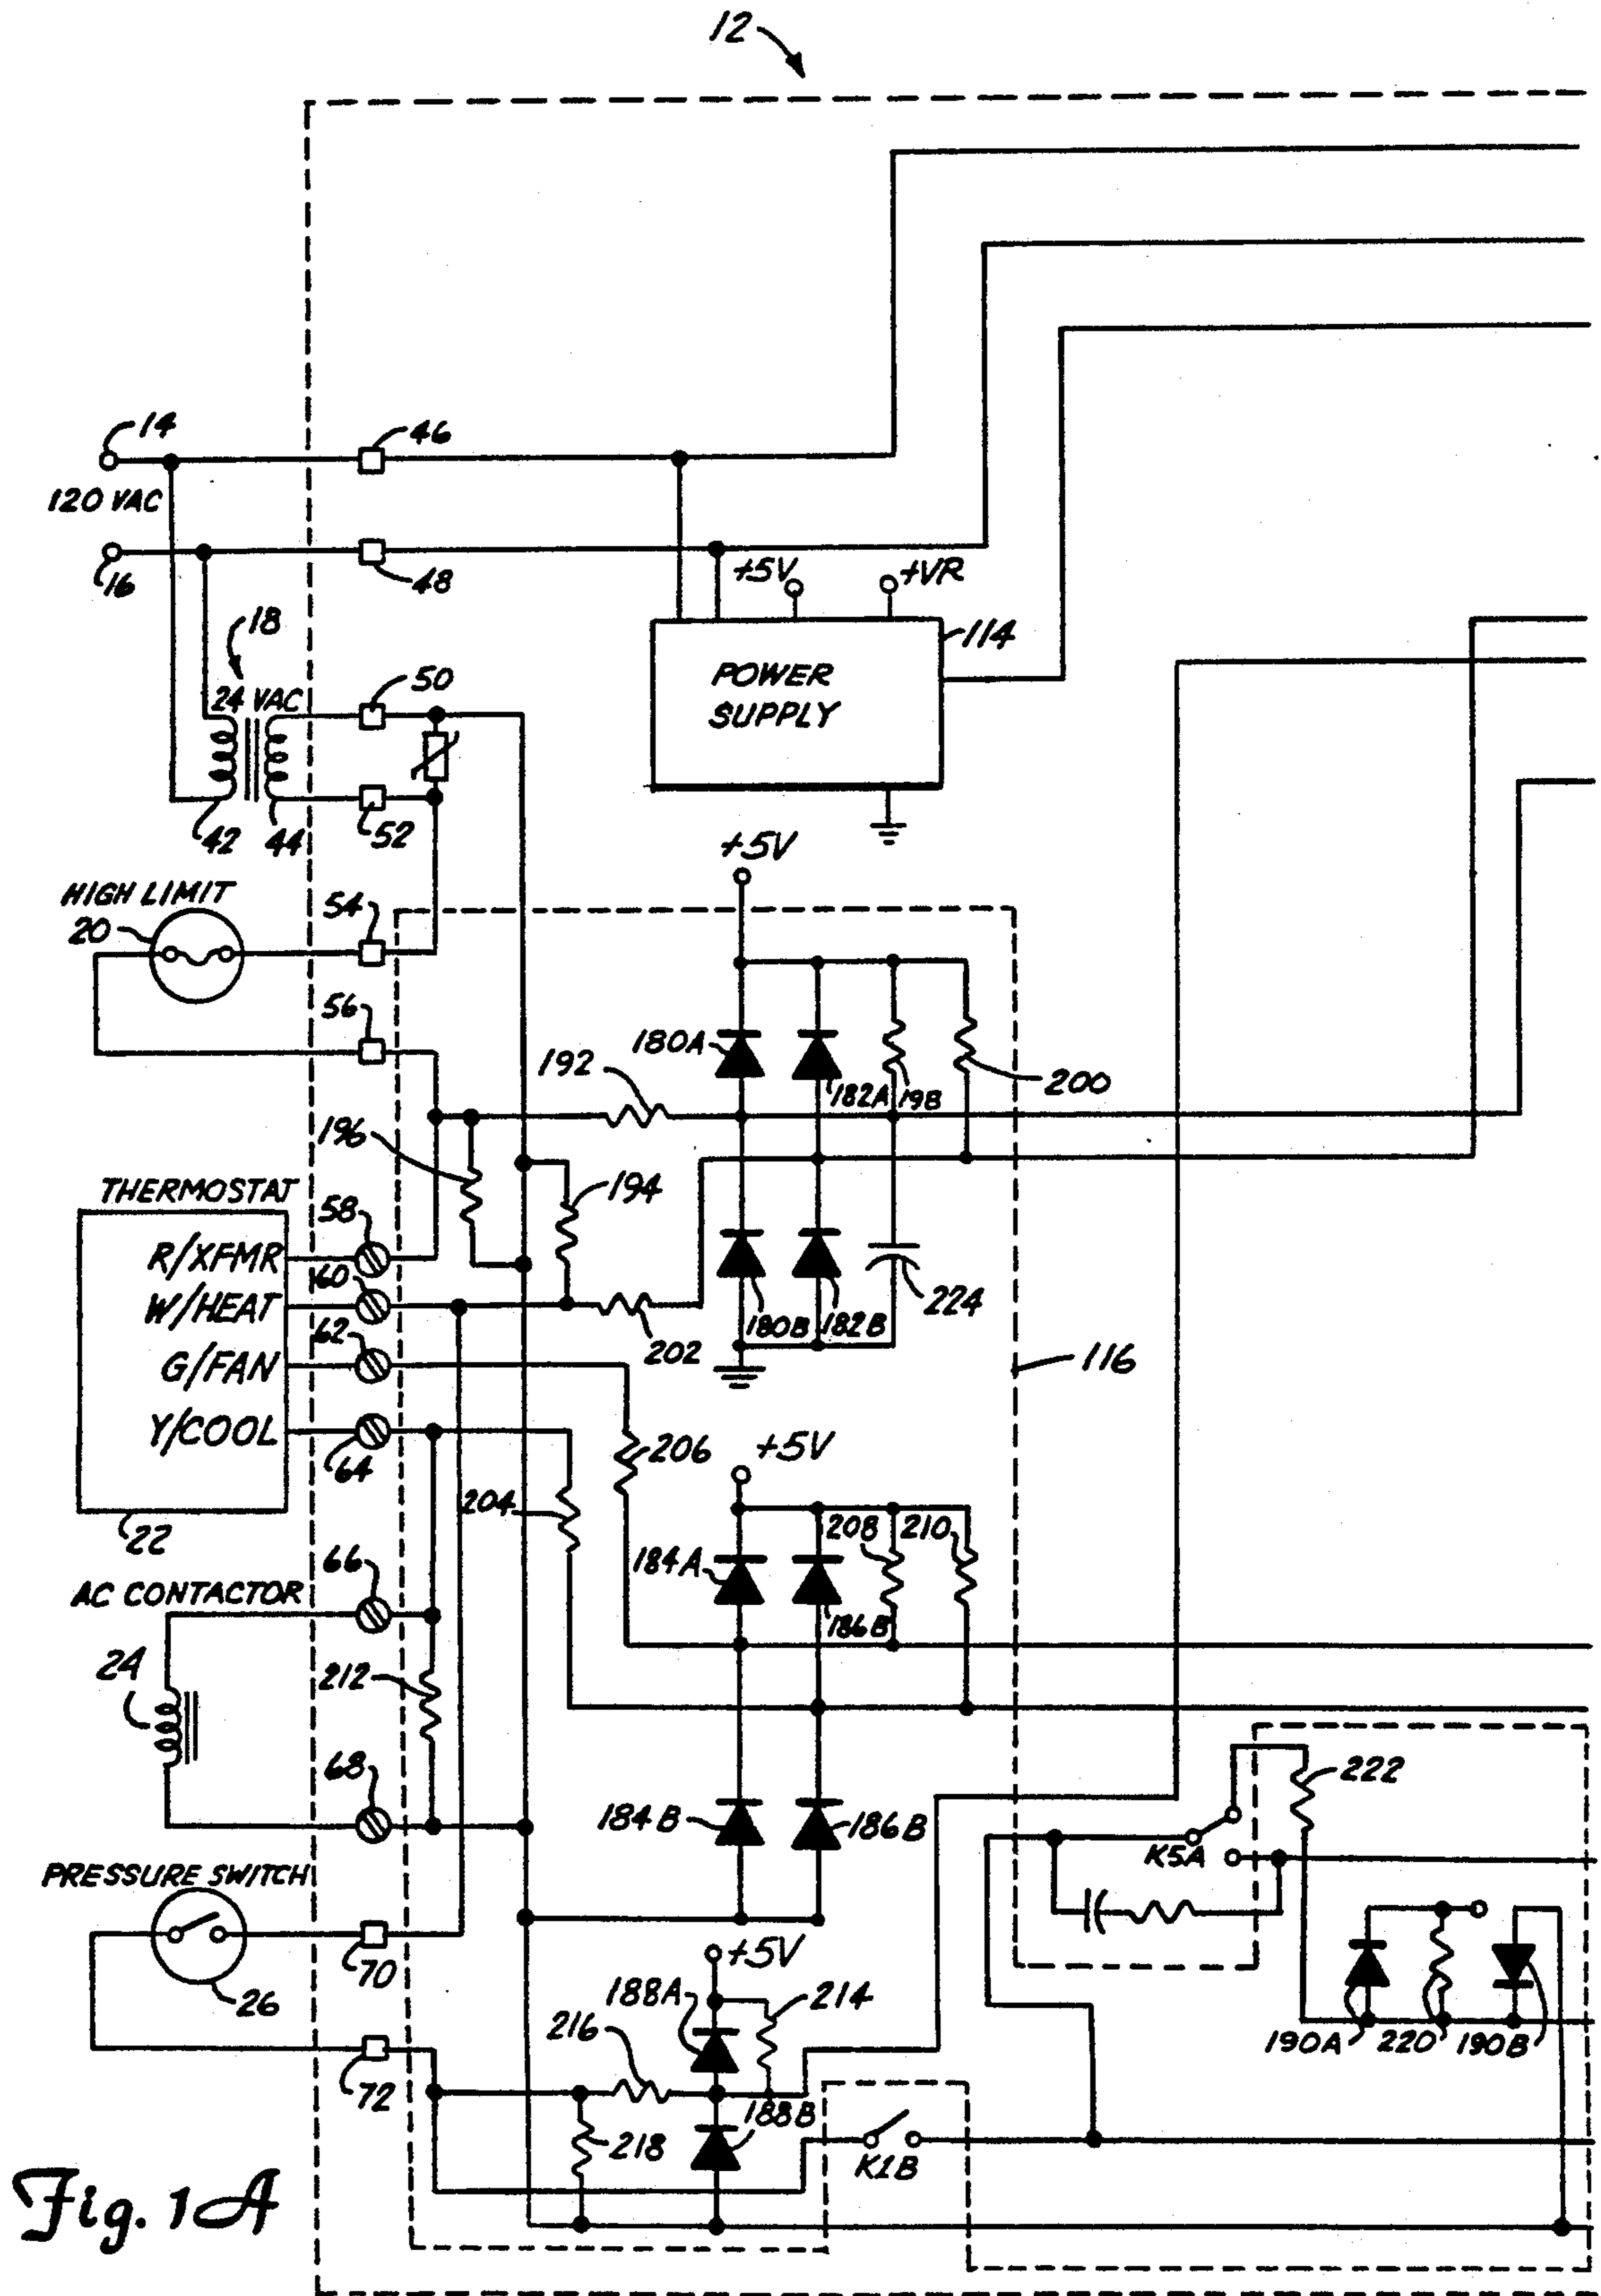 12
14
46
120 VAC
16
48
+5V
+VR
18
114
24 VAC
50
POWER
SUPPLY
42
44
52
+5V
HIGH LIMIT
20
54
56
180A
192
182A
19B
200
196
194
THERMOSTAT
58
R/XFMR
60
W/HEAT
224
180B
182B
62
202
G/FAN
116
Y/COOL
206
+5V
64
204
208
210
22
184A
66
AC CONTACTOR
186B
24
212
222
68
184B
186B
K5A
PRESSURE SWITCH
+5V
70
26
188A
214
216
190A
220
190B
72
188B
218
K1B
Fig. 1A